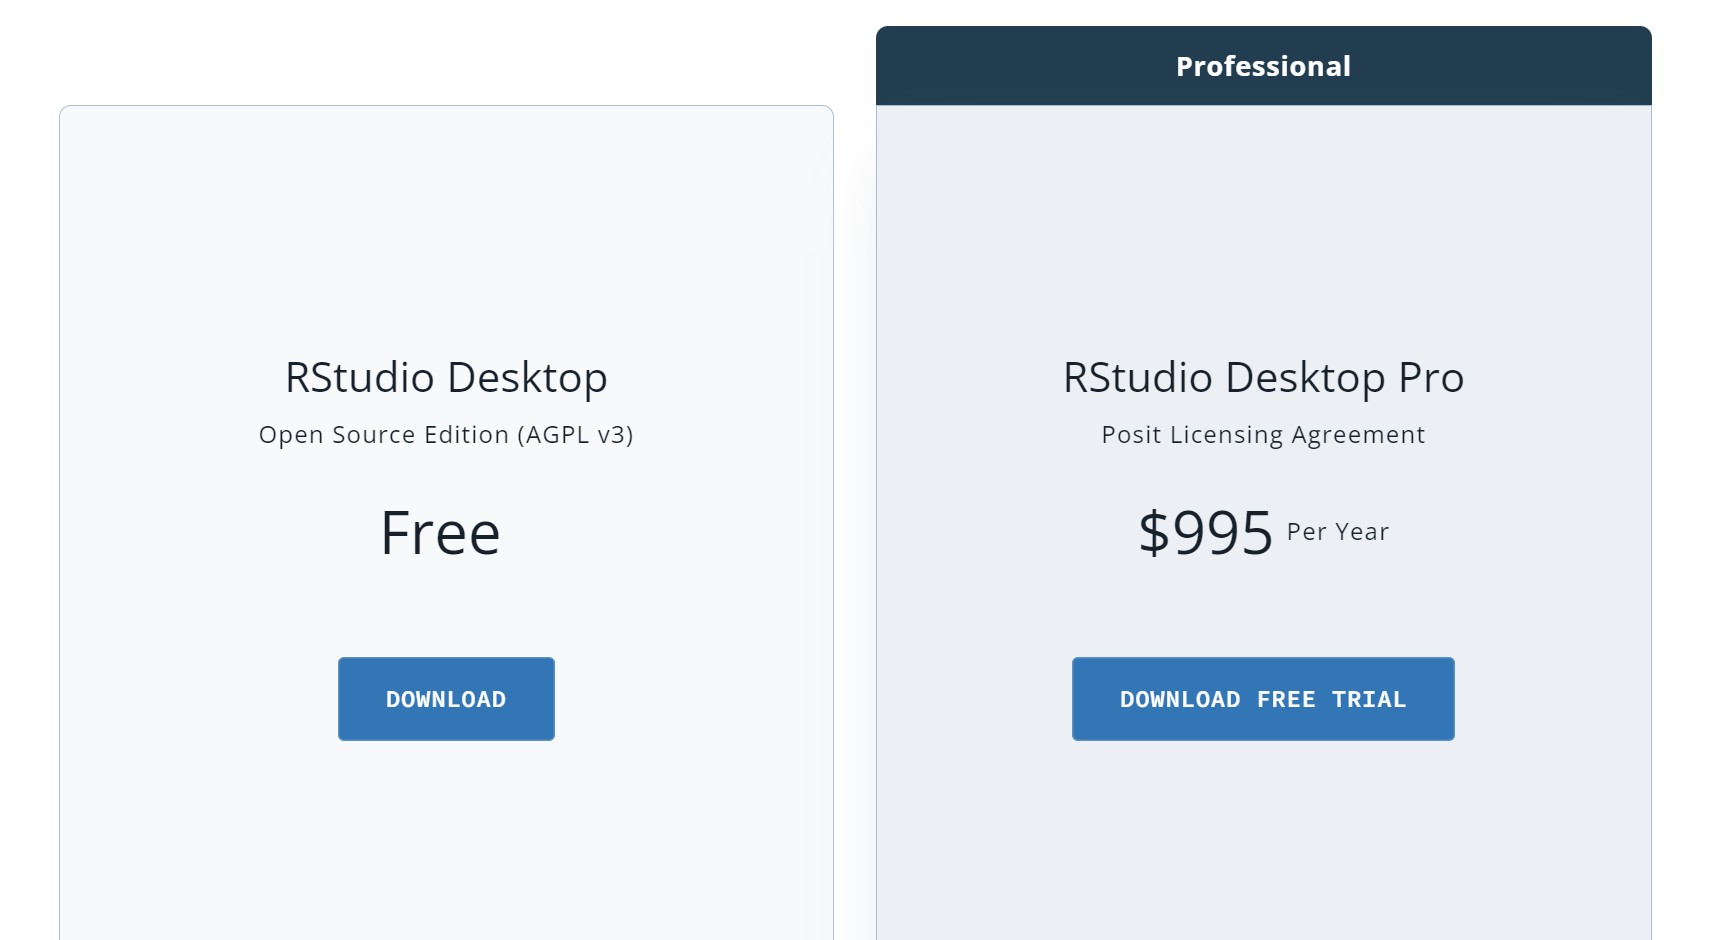 RStudio Desktop
Open Source Edition (AGPL v3)
Free
DOWNLOAD
Professional
RStudio Desktop Pro
Posit Licensing Agreement
$995 Per Year
DOWNLOAD FREE TRIAL